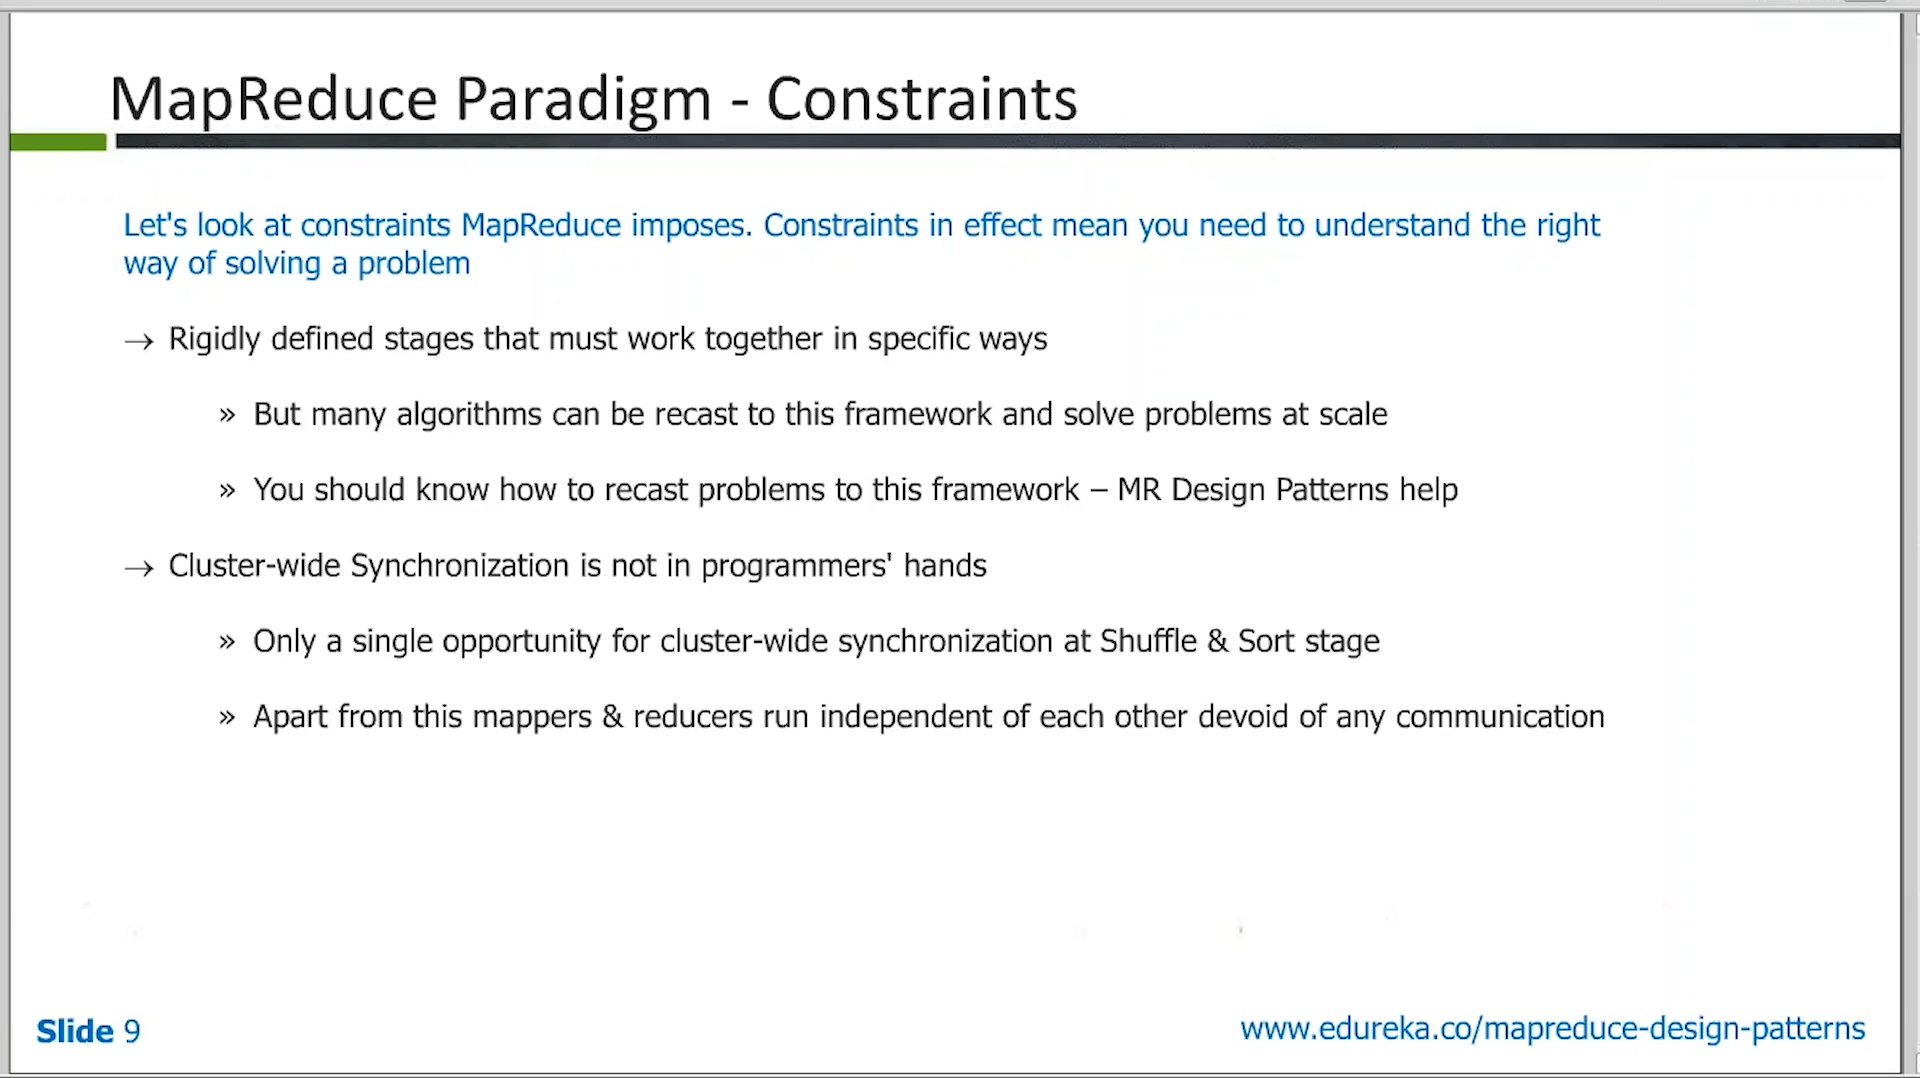 MapReduce Paradigm - Constraints
Let's look at constraints MapReduce imposes. Constraints in effect mean you need to understand the right
way of solving a problem
→ Rigidly defined stages that must work together in specific ways
» But many algorithms can be recast to this framework and solve problems at scale
» You should know how to recast problems to this framework – MR Design Patterns help
→ Cluster-wide Synchronization is not in programmers' hands
» Only a single opportunity for cluster-wide synchronization at Shuffle & Sort stage
» Apart from this mappers & reducers run independent of each other devoid of any communication
Slide 9
www.edureka.co/mapreduce-design-patterns